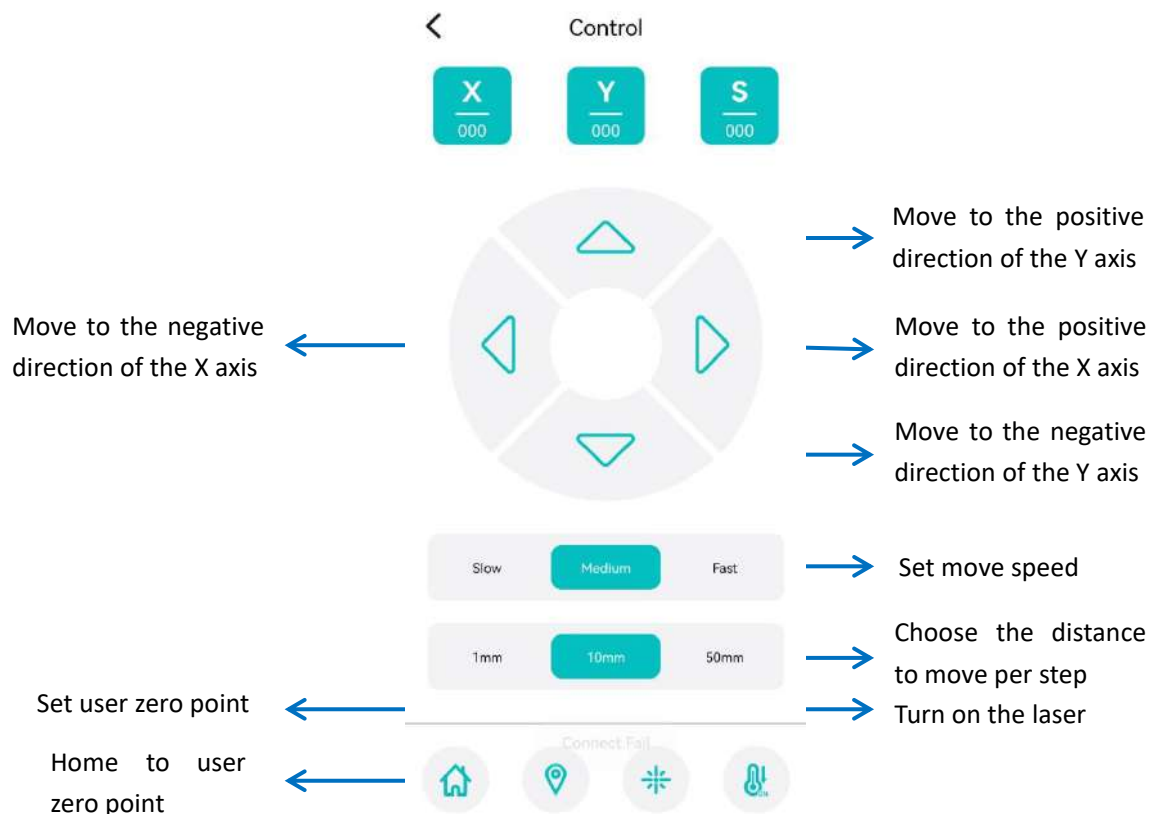 Control
X
000
Y
000
S
000
Move to the positive
direction of the Y axis
Move to the negative
direction of the X axis
Move to the positive
direction of the X axis
Move to the negative
direction of the Y axis
Slow
Medium
Fast
Set move speed
1mm
10mm
50mm
Choose the distance
to move per step
Set user zero point
Turn on the laser
Connect Fail
Home to user
zero point